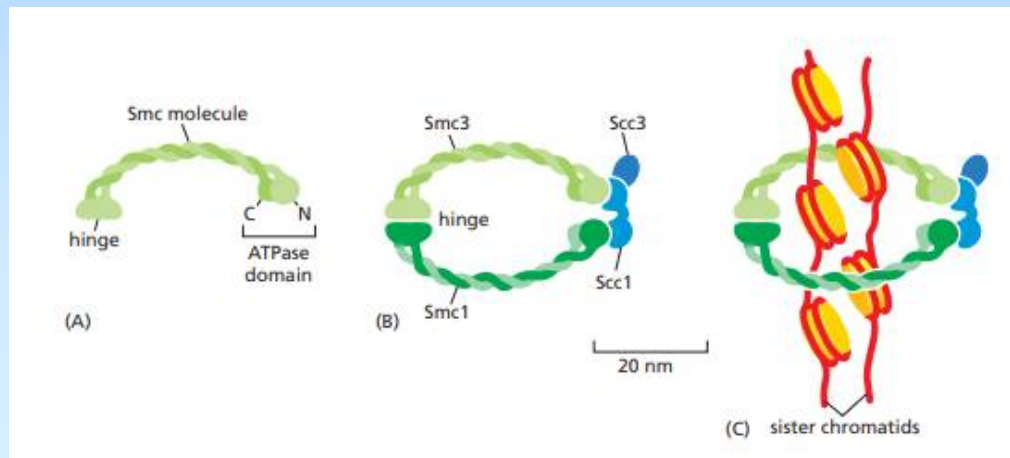 Smc molecule
hinge
C
N
ATPase
domain
(A)
Smc3
Scc3
hinge
Scc1
Smc1
(B)
20 nm
(C)
sister chromatids